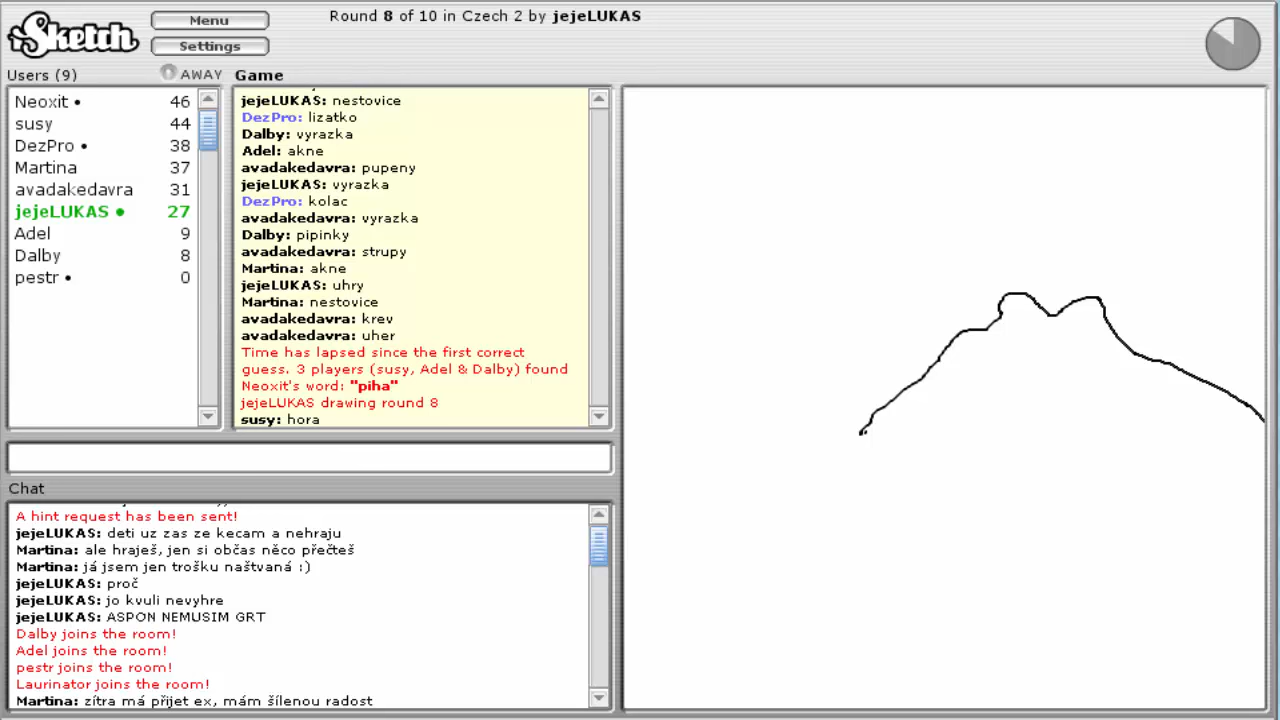 iSketch
Menu
Settings
Round 8 of 10 in Czech 2 by jejeLUKAS
Users (9)
AWAY
Neoxit • 46
susy 44
DezPro • 38
Martina 37
avadakedavra 31
jejeLUKAS • 27
Adel 9
Dalby 8
pestr • 0
Game
jejeLUKAS: nestovice
DezPro: lizatko
Dalby: vyrazka
Adel: akne
avadakedavra: pupeny
jejeLUKAS: vyrazka
DezPro: kolac
avadakedavra: vyrazka
Dalby: pipinky
avadakedavra: strupy
Martina: akne
jejeLUKAS: uhry
Martina: nestovice
avadakedavra: krev
avadakedavra: uher
Time has lapsed since the first correct
guess. 3 players (susy, Adel & Dalby) found
Neoxit's word: "piha"
jejeLUKAS drawing round 8
susy: hora
Chat
A hint request has been sent!
jejeLUKAS: deti uz zas ze kecam a nehraju
Martina: ale hraješ, jen si občas něco přečteš
Martina: já jsem jen trošku naštvaná :)
jejeLUKAS: proč
jejeLUKAS: jo kvuli nevyhre
jejeLUKAS: ASPON NEMUSIM GRT
Dalby joins the room!
Adel joins the room!
pestr joins the room!
Laurinator joins the room!
Martina: zítra má přijet ex, mám šílenou radost